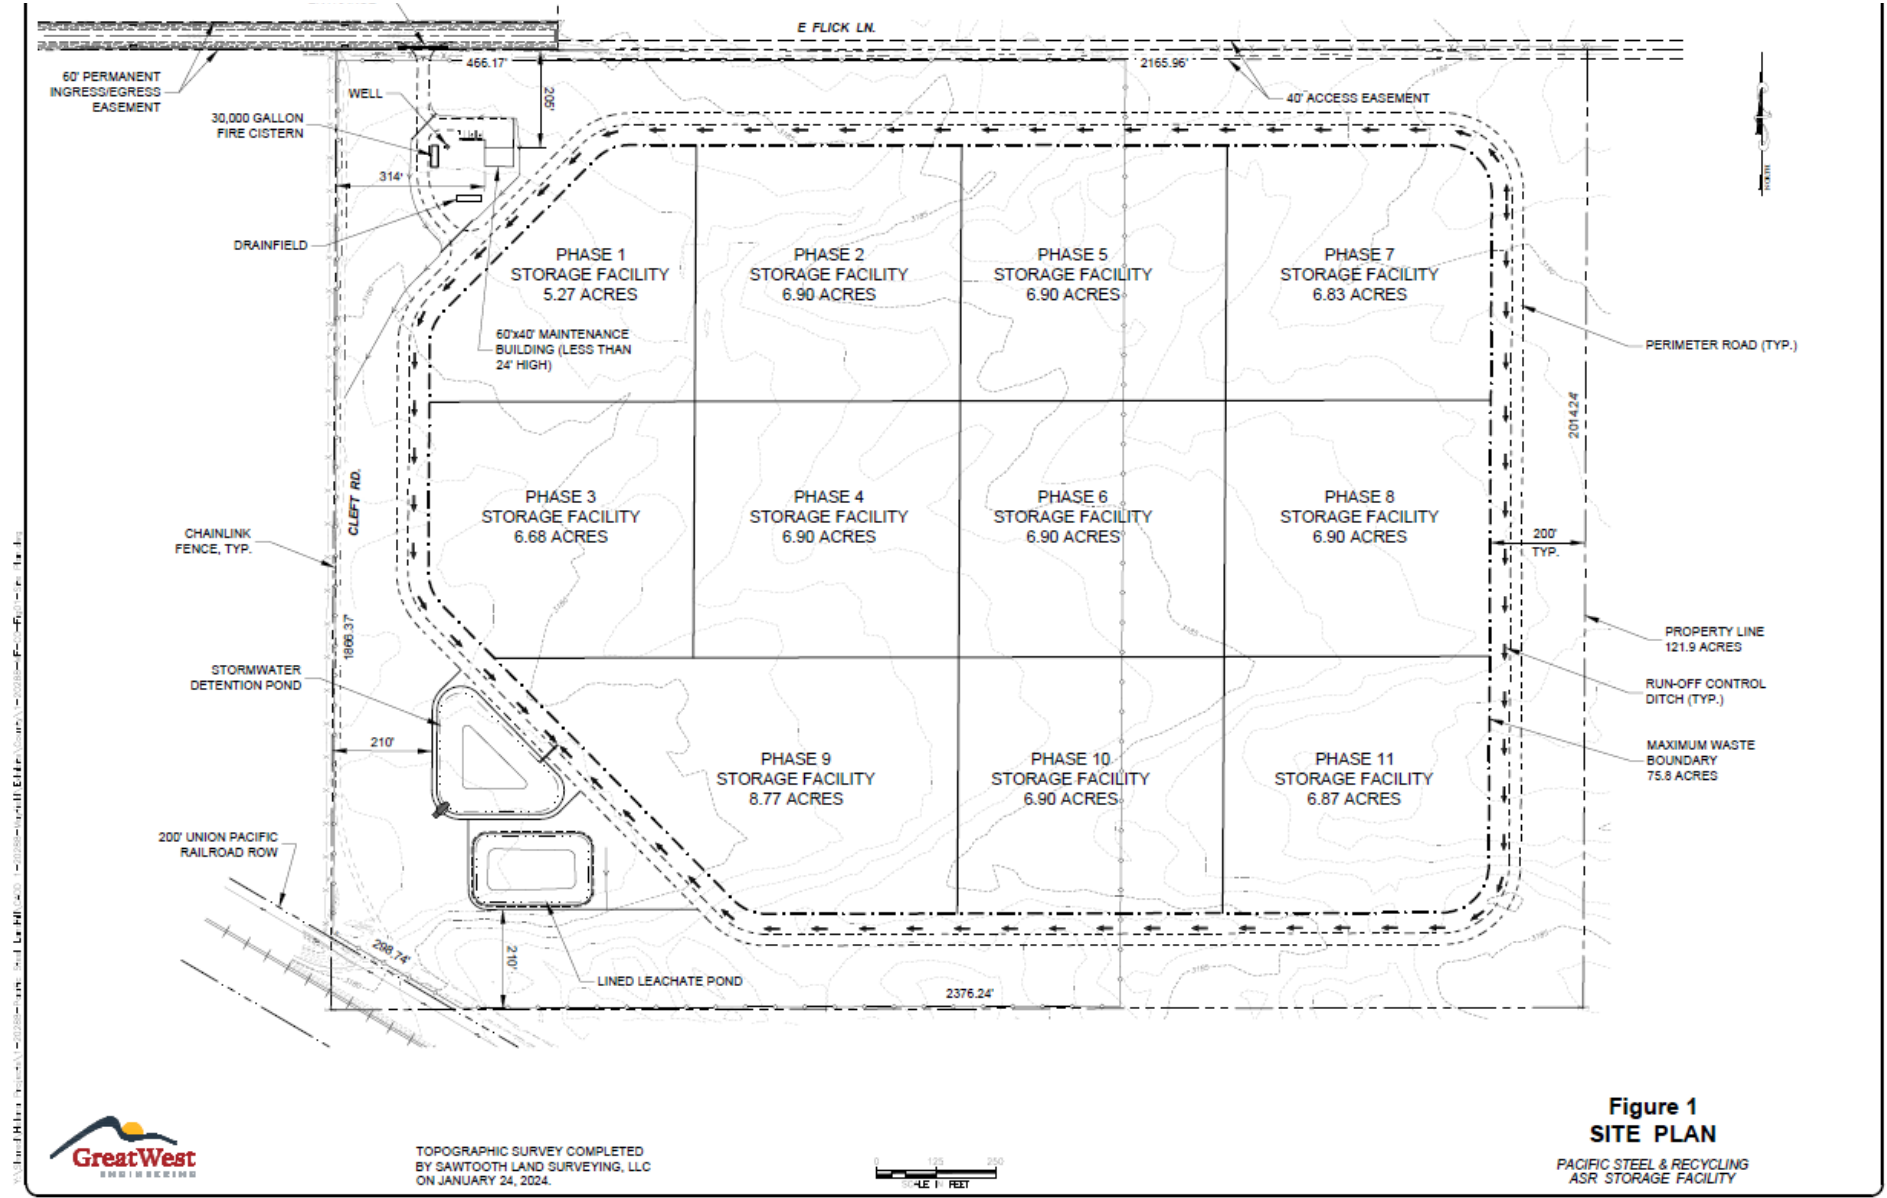 E FLICK LN.
466.17'
2165.96'
60' PERMANENT
INGRESS/EGRESS
EASEMENT
WELL
205'
40' ACCESS EASEMENT
30,000 GALLON
FIRE CISTERN
314'
NORTH
DRAINFIELD
PHASE 1
STORAGE FACILITY
5.27 ACRES
PHASE 2
STORAGE FACILITY
6.90 ACRES
PHASE 5
STORAGE FACILITY
6.90 ACRES
PHASE 7
STORAGE FACILITY
6.83 ACRES
60'x40' MAINTENANCE
BUILDING (LESS THAN
24' HIGH)
PERIMETER ROAD (TYP.)
2014.24'
CLEFT RD.
PHASE 3
STORAGE FACILITY
6.68 ACRES
PHASE 4
STORAGE FACILITY
6.90 ACRES
PHASE 6
STORAGE FACILITY
6.90 ACRES
PHASE 8
STORAGE FACILITY
6.90 ACRES
CHAINLINK
FENCE, TYP.
200'
TYP.
1866.37'
PROPERTY LINE
121.9 ACRES
STORMWATER
DETENTION POND
RUN-OFF CONTROL
DITCH (TYP.)
210'
MAXIMUM WASTE
BOUNDARY
75.8 ACRES
PHASE 9
STORAGE FACILITY
8.77 ACRES
PHASE 10
STORAGE FACILITY
6.90 ACRES
PHASE 11
STORAGE FACILITY
6.87 ACRES
200' UNION PACIFIC
RAILROAD ROW
298.74'
210'
LINED LEACHATE POND
2376.24'
GreatWest
ENGINEERING
TOPOGRAPHIC SURVEY COMPLETED
BY SAWTOOTH LAND SURVEYING, LLC
ON JANUARY 24, 2024.
0 125 250
SCALE IN FEET
Figure 1
SITE PLAN
PACIFIC STEEL & RECYCLING
ASR STORAGE FACILITY